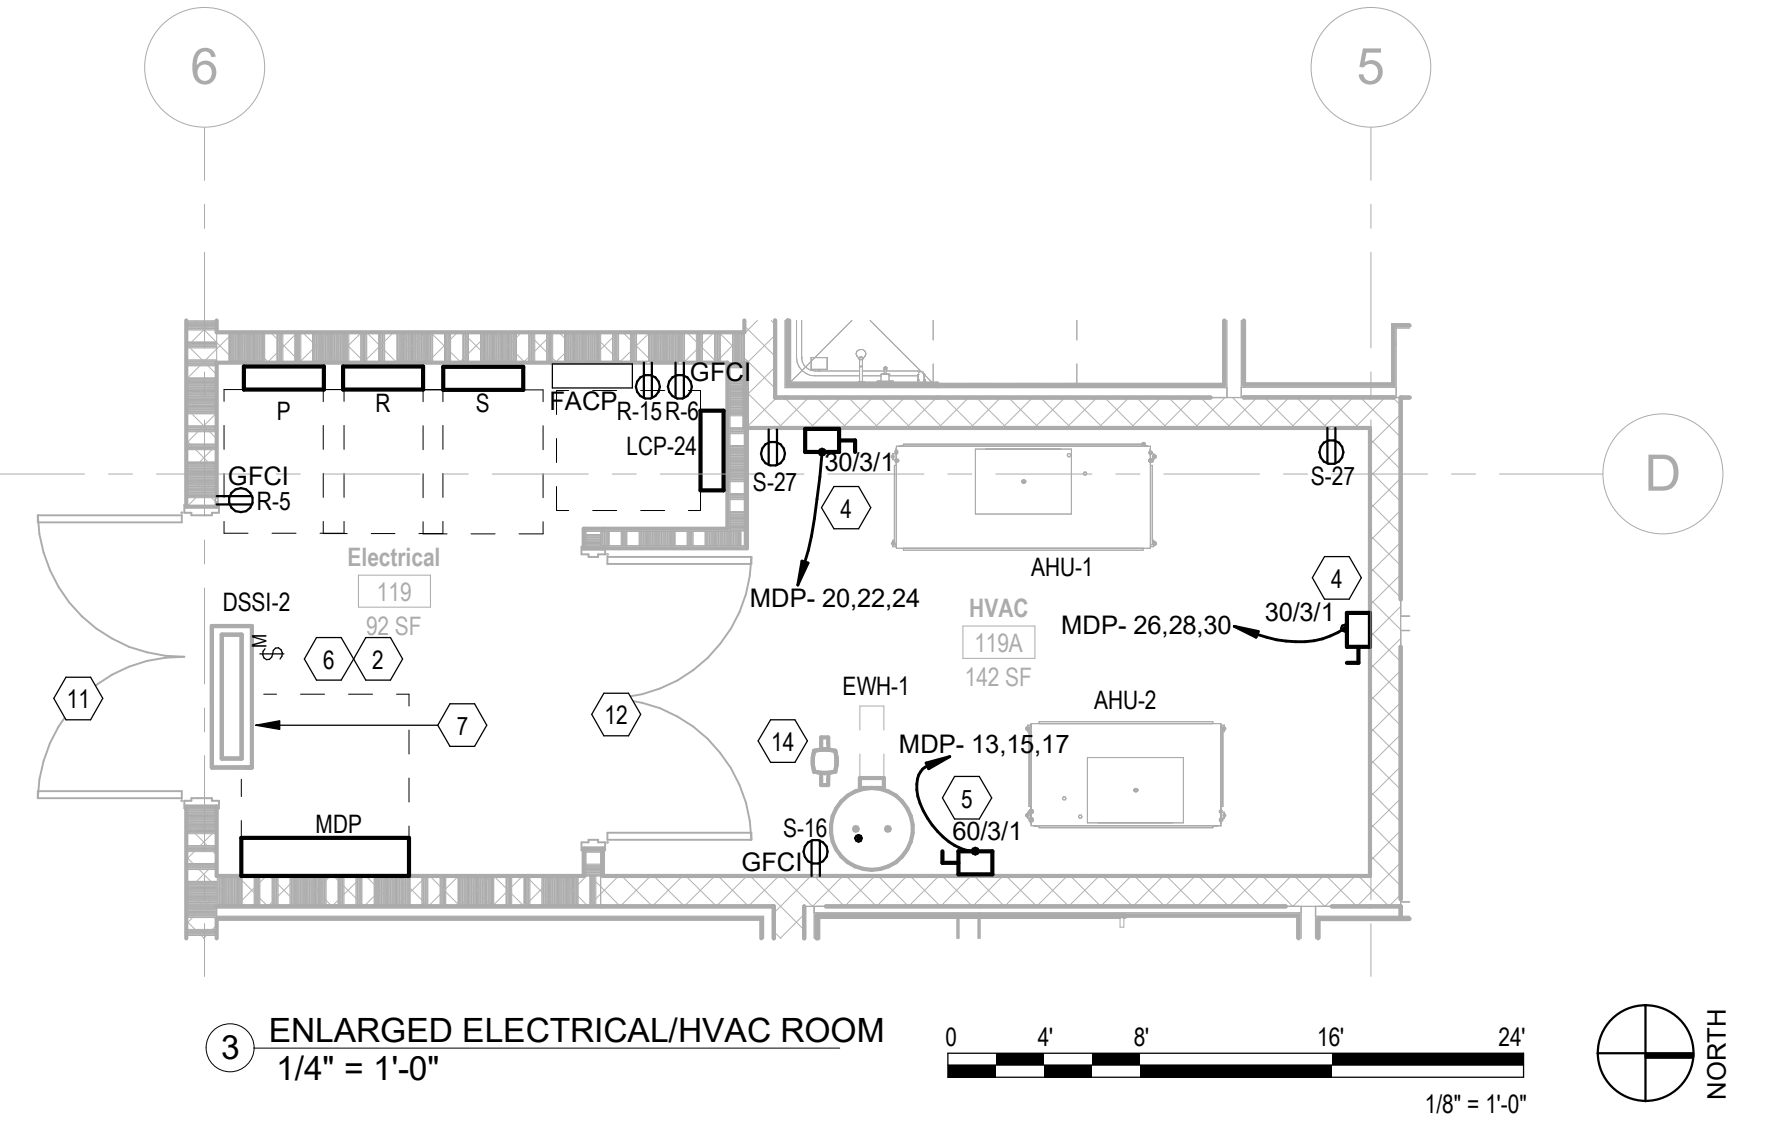 6
5
GFCI
P
R
S
FACP
R-15
R-6
LCP-24
GFCI
R-5
S-27
30/3/1
S-27
D
4
Electrical
119
92 SF
AHU-1
4
DSSI-2
MDP- 20,22,24
HVAC
119A
142 SF
MDP- 26,28,30
30/3/1
M
$
6
2
11
7
12
EWH-1
AHU-2
14
MDP- 13,15,17
5
MDP
S-16
60/3/1
GFCI
3
ENLARGED ELECTRICAL/HVAC ROOM
1/4" = 1'-0"
0 4' 8' 16' 24'
1/8" = 1'-0"
NORTH